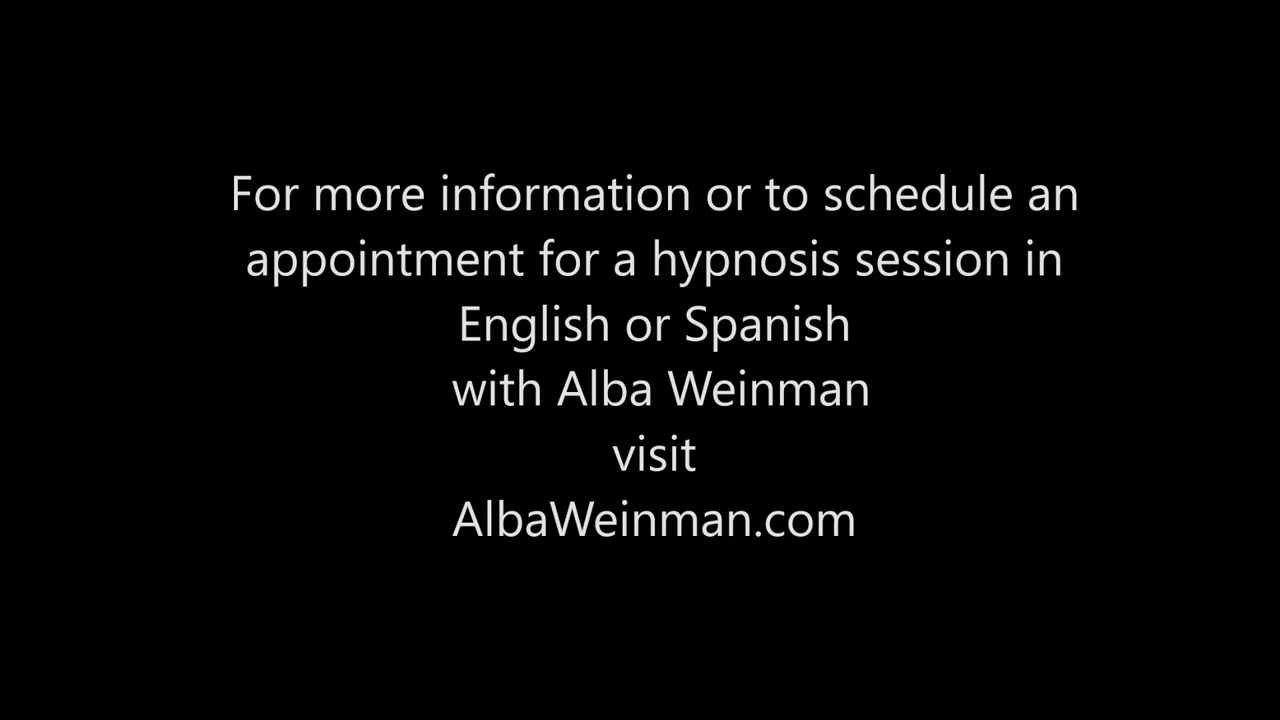 For more information or to schedule an
appointment for a hypnosis session in
English or Spanish
with Alba Weinman
visit
AlbaWeinman.com